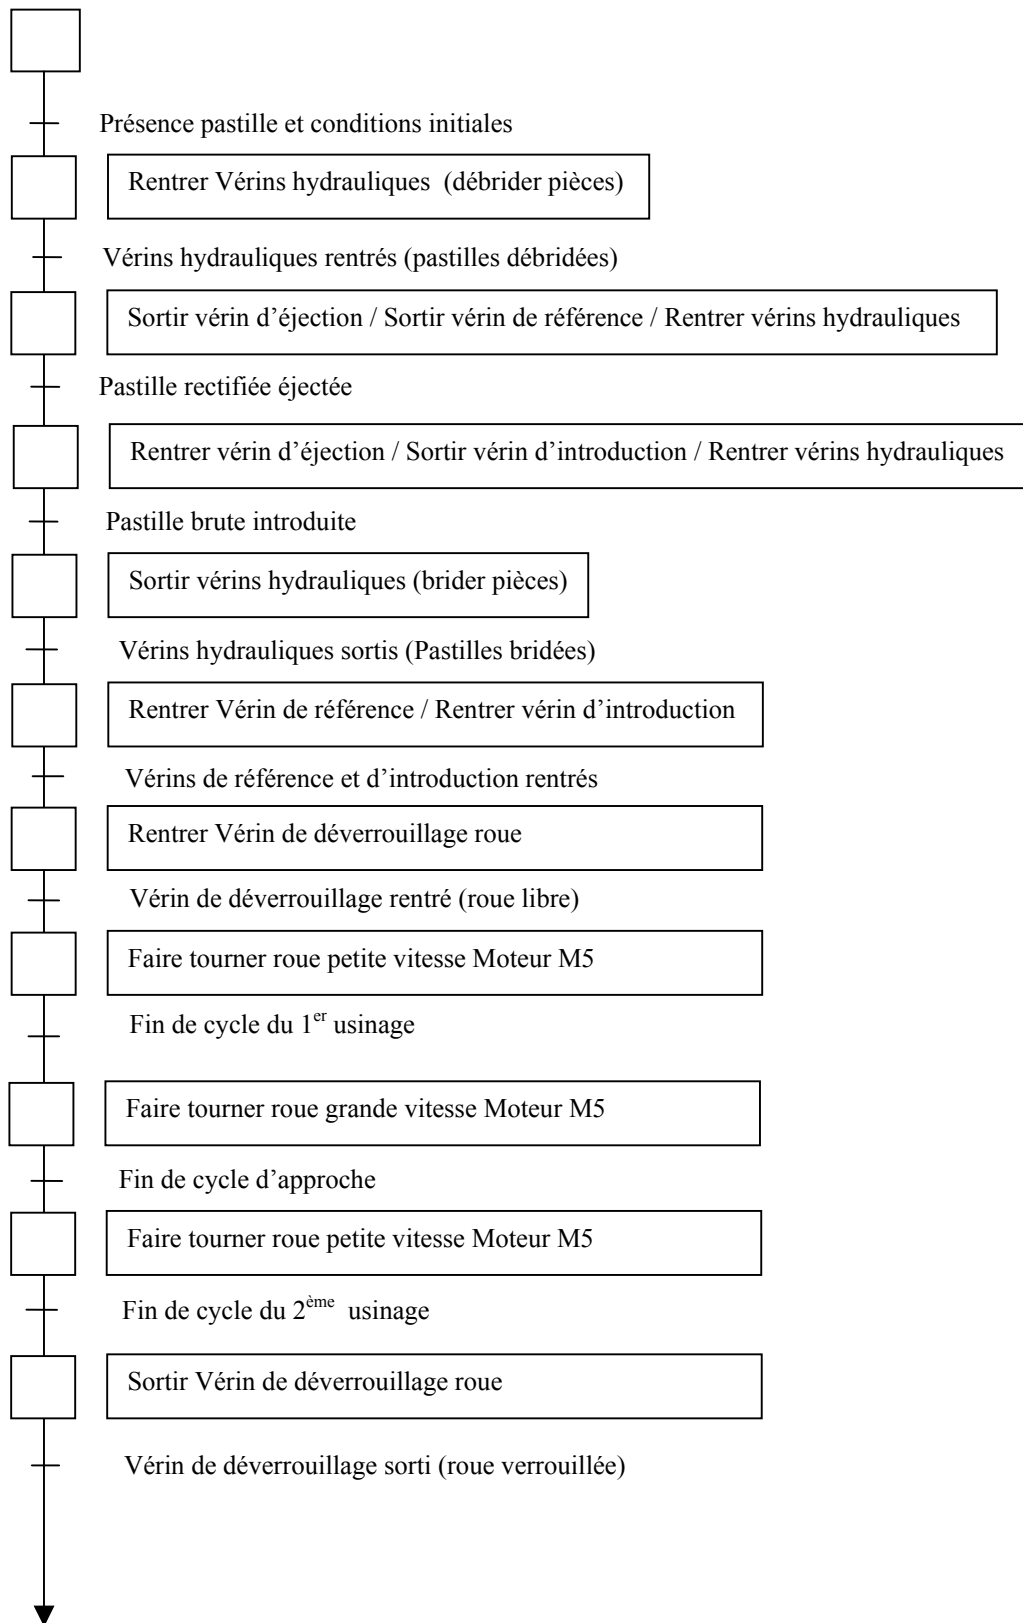 Présence pastille et conditions initiales
Rentrer Vérins hydrauliques (débrider pièces)
Vérins hydrauliques rentrés (pastilles débridées)
Sortir vérin d’éjection / Sortir vérin de référence / Rentrer vérins hydrauliques
Pastille rectifiée éjectée
Rentrer vérin d’éjection / Sortir vérin d’introduction / Rentrer vérins hydrauliques
Pastille brute introduite
Sortir vérins hydrauliques (brider pièces)
Vérins hydrauliques sortis (Pastilles bridées)
Rentrer Vérin de référence / Rentrer vérin d’introduction
Vérins de référence et d’introduction rentrés
Rentrer Vérin de déverrouillage roue
Vérin de déverrouillage rentré (roue libre)
Faire tourner roue petite vitesse Moteur M5
Fin de cycle du 1er usinage
Faire tourner roue grande vitesse Moteur M5
Fin de cycle d’approche
Faire tourner roue petite vitesse Moteur M5
Fin de cycle du 2ème usinage
Sortir Vérin de déverrouillage roue
Vérin de déverrouillage sorti (roue verrouillée)